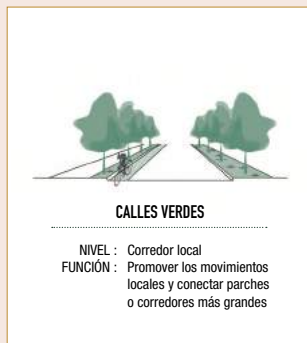 CALLES VERDES
NIVEL : Corredor local
FUNCIÓN : Promover los movimientos
locales y conectar parches
o corredores más grandes